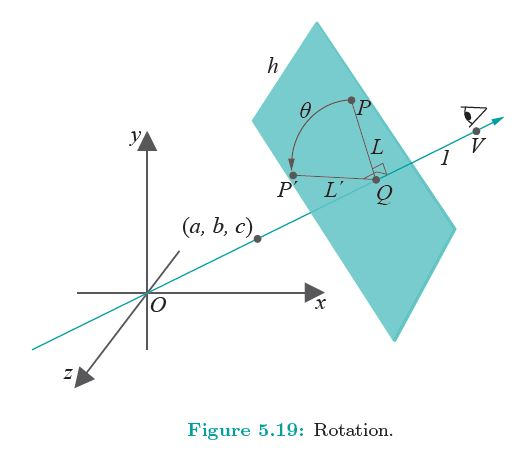 h
θ
P
y
L
V
l
P′
L′
Q
(a, b, c)
O
x
z
Figure 5.19: Rotation.